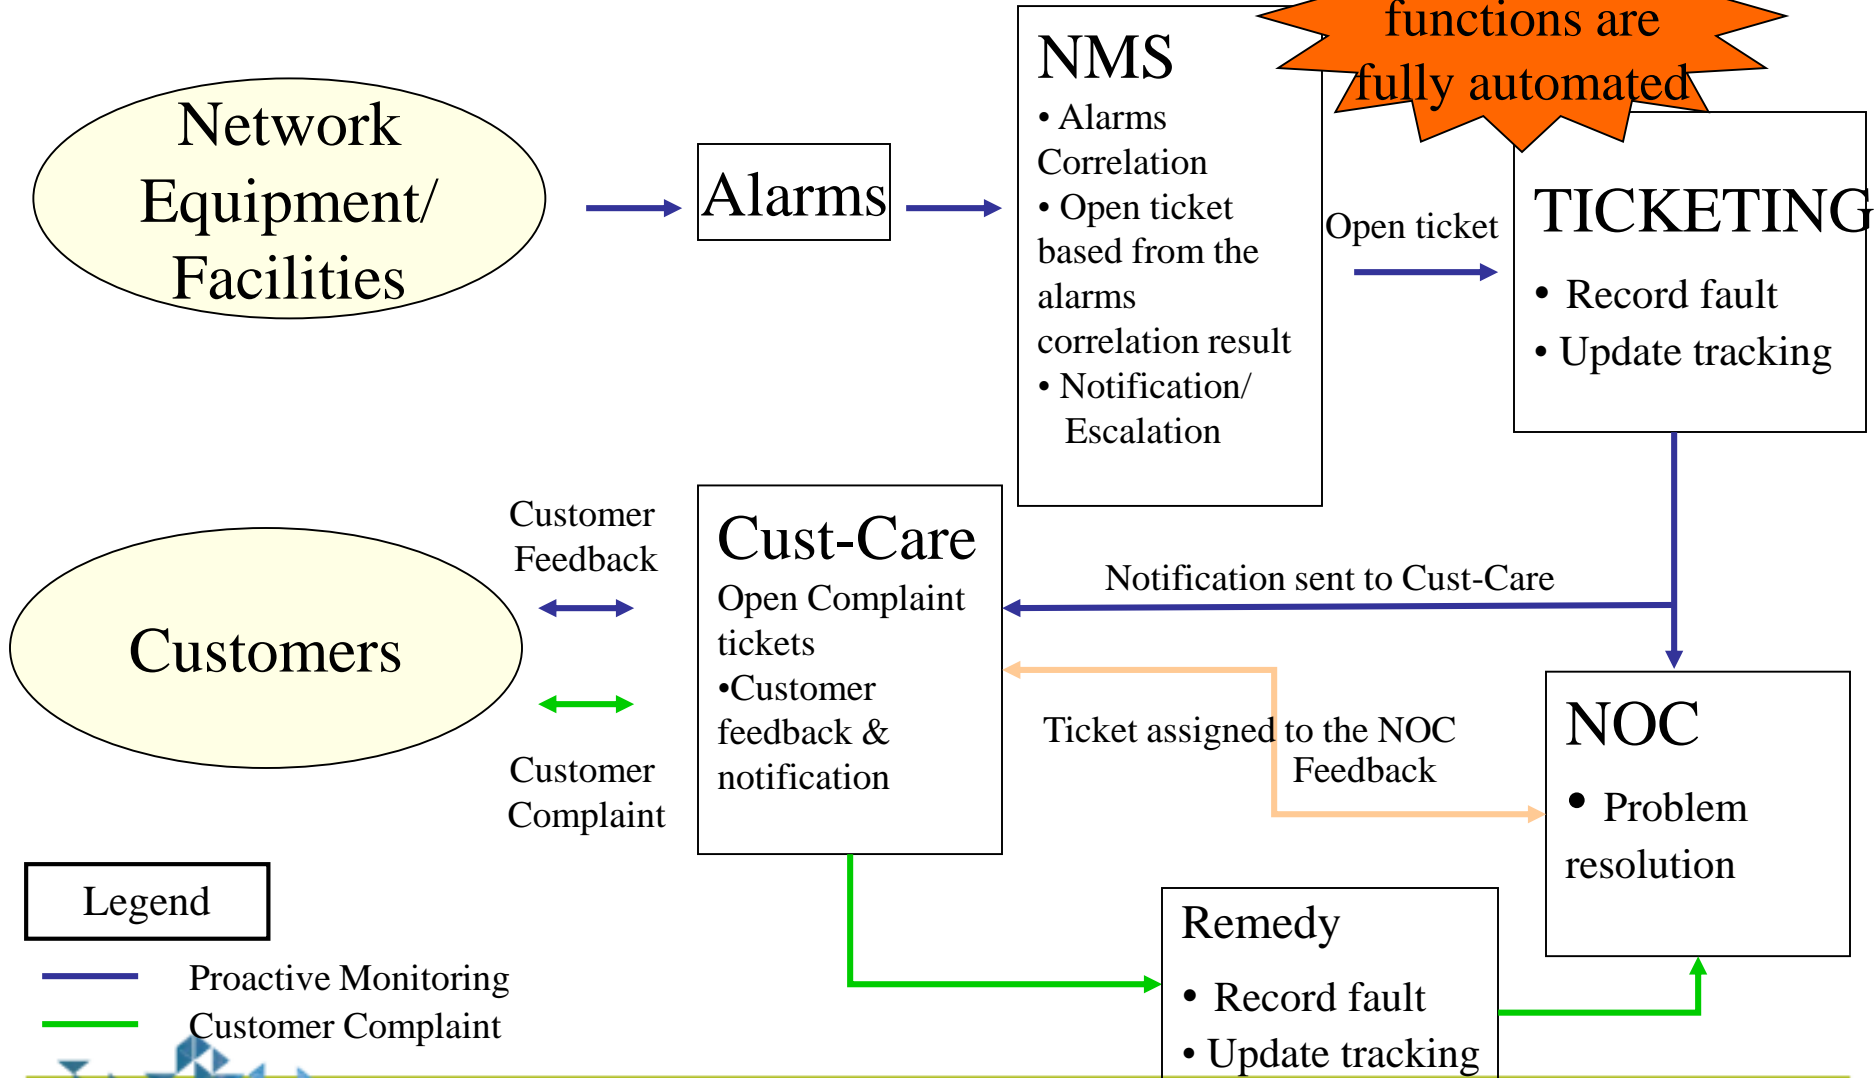 functions are
fully automated
Network
Equipment/
Facilities
Alarms
NMS
• Alarms
Correlation
• Open ticket
based from the
alarms
correlation result
• Notification/
Escalation
Open ticket
TICKETING
• Record fault
• Update tracking
Customer
Feedback
Customers
Customer
Complaint
Cust-Care
Open Complaint
tickets
•Customer
feedback &
notification
Notification sent to Cust-Care
Ticket assigned to the NOC
Feedback
NOC
• Problem
resolution
Remedy
• Record fault
• Update tracking
Legend
Proactive Monitoring
Customer Complaint